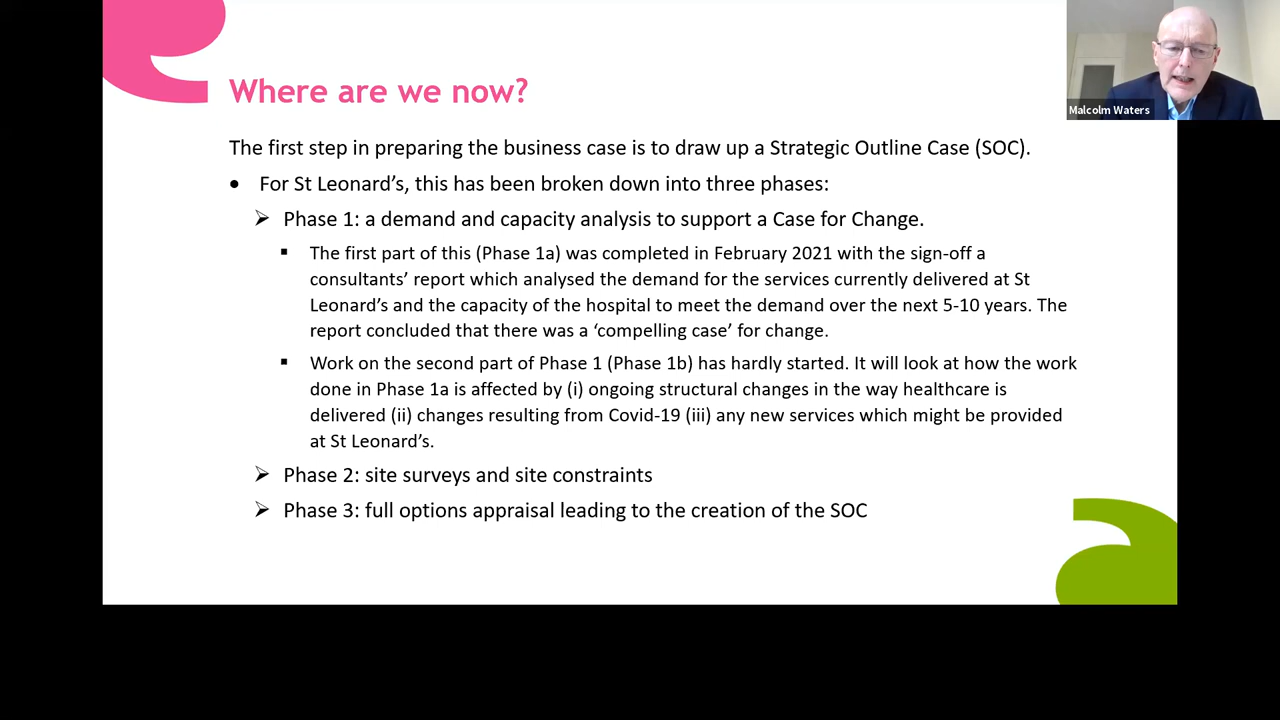 Where are we now?
Malcolm Waters
The first step in preparing the business case is to draw up a Strategic Outline Case (SOC).
• For St Leonard’s, this has been broken down into three phases:
➢ Phase 1: a demand and capacity analysis to support a Case for Change.
▪ The first part of this (Phase 1a) was completed in February 2021 with the sign-off a
consultants’ report which analysed the demand for the services currently delivered at St
Leonard’s and the capacity of the hospital to meet the demand over the next 5-10 years. The
report concluded that there was a ‘compelling case’ for change.
▪ Work on the second part of Phase 1 (Phase 1b) has hardly started. It will look at how the work
done in Phase 1a is affected by (i) ongoing structural changes in the way healthcare is
delivered (ii) changes resulting from Covid-19 (iii) any new services which might be provided
at St Leonard’s.
➢ Phase 2: site surveys and site constraints
➢ Phase 3: full options appraisal leading to the creation of the SOC